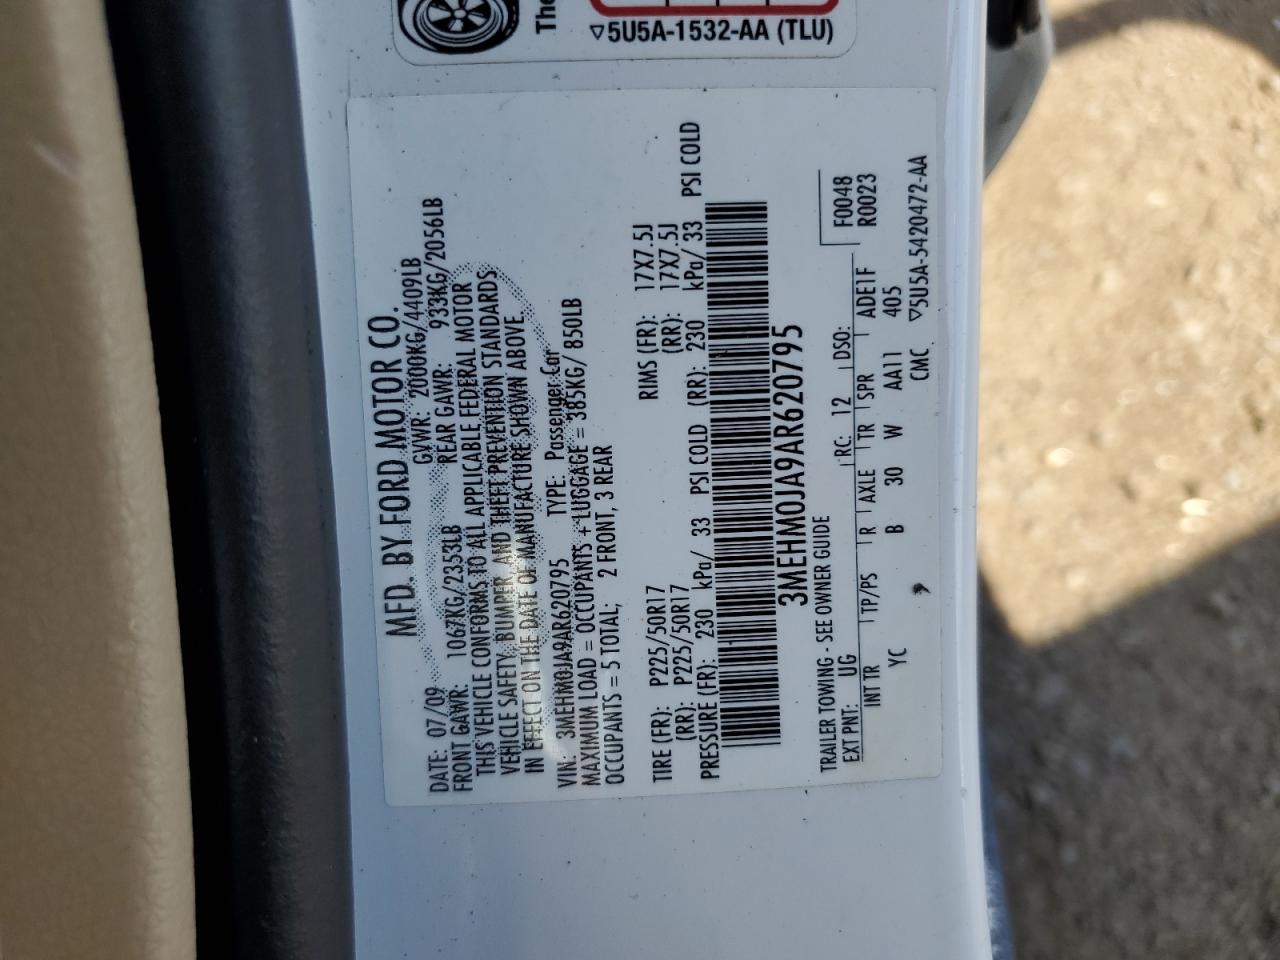 The
▽5U5A-1532-AA (TLU)
MFD. BY FORD MOTOR CO.
DATE: 07/09 GVWR: 2000KG/4409LB
FRONT GAWR: 1067KG/2353LB REAR GAWR: 933KG/2056LB
THIS VEHICLE CONFORMS TO ALL APPLICABLE FEDERAL MOTOR
VEHICLE SAFETY, BUMPER, AND THEFT PREVENTION STANDARDS
IN EFFECT ON THE DATE OF MANUFACTURE SHOWN ABOVE.
VIN: 3MEHM0JA9AR620795 TYPE: Passenger Car
MAXIMUM LOAD = OCCUPANTS + LUGGAGE = 385KG/ 850LB
OCCUPANTS = 5 TOTAL; 2 FRONT, 3 REAR
TIRE (FR): P225/50R17 RIMS (FR): 17X7.5J
(RR): P225/50R17 (RR): 17X7.5J
PRESSURE (FR): 230 kPa/ 33 PSI COLD (RR): 230 kPa/ 33 PSI COLD
3MEHM0JA9AR620795
TRAILER TOWING - SEE OWNER GUIDE F0048
EXT PNT: UG RC: 12 DSO: R0023
INT TR TP/PS R AXLE TR SPR ADE1F
YC B 30 W AA11 405
CMC ▽5U5A-5420472-AA